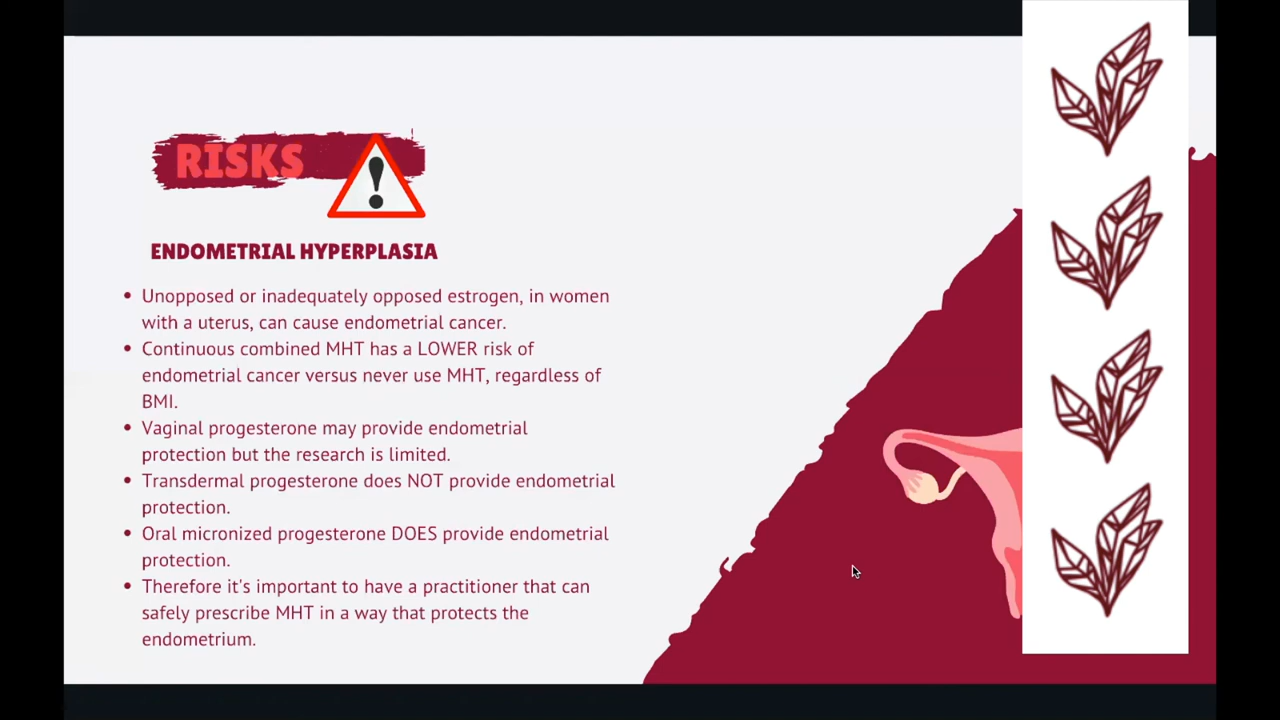 RISKS
ENDOMETRIAL HYPERPLASIA
• Unopposed or inadequately opposed estrogen, in women
with a uterus, can cause endometrial cancer.
• Continuous combined MHT has a LOWER risk of
endometrial cancer versus never use MHT, regardless of
BMI.
• Vaginal progesterone may provide endometrial
protection but the research is limited.
• Transdermal progesterone does NOT provide endometrial
protection.
• Oral micronized progesterone DOES provide endometrial
protection.
• Therefore it's important to have a practitioner that can
safely prescribe MHT in a way that protects the
endometrium.